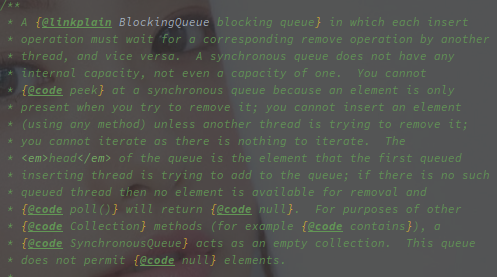 /**
 * A {@linkplain BlockingQueue blocking queue} in which each insert
 * operation must wait for a corresponding remove operation by another
 * thread, and vice versa.  A synchronous queue does not have any
 * internal capacity, not even a capacity of one.  You cannot
 * {@code peek} at a synchronous queue because an element is only
 * present when you try to remove it; you cannot insert an element
 * (using any method) unless another thread is trying to remove it;
 * you cannot iterate as there is nothing to iterate.  The
 * <em>head</em> of the queue is the element that the first queued
 * inserting thread is trying to add to the queue; if there is no such
 * queued thread then no element is available for removal and
 * {@code poll()} will return {@code null}.  For purposes of other
 * {@code Collection} methods (for example {@code contains}), a
 * {@code SynchronousQueue} acts as an empty collection.  This queue
 * does not permit {@code null} elements.
 *